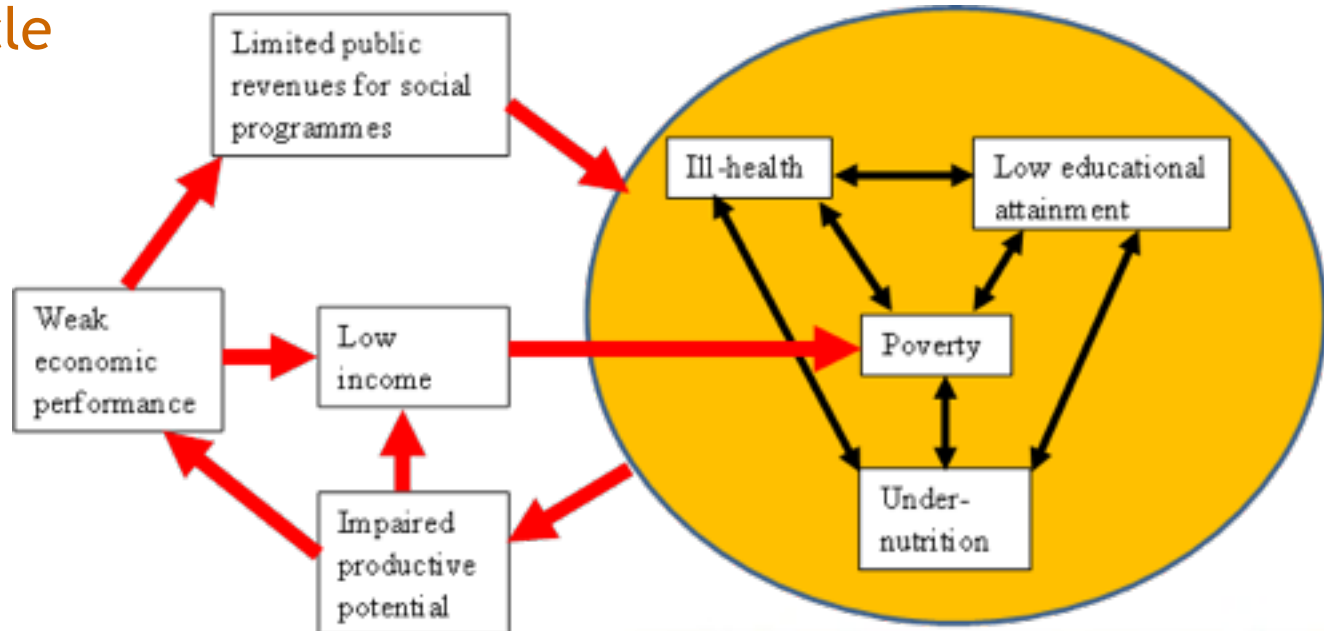 Limited public
revenues for social
programmes
Ill-health
Low educational
attainment
Weak
economic
performance
Low
income
Poverty
Impaired
productive
potential
Under-
nutrition